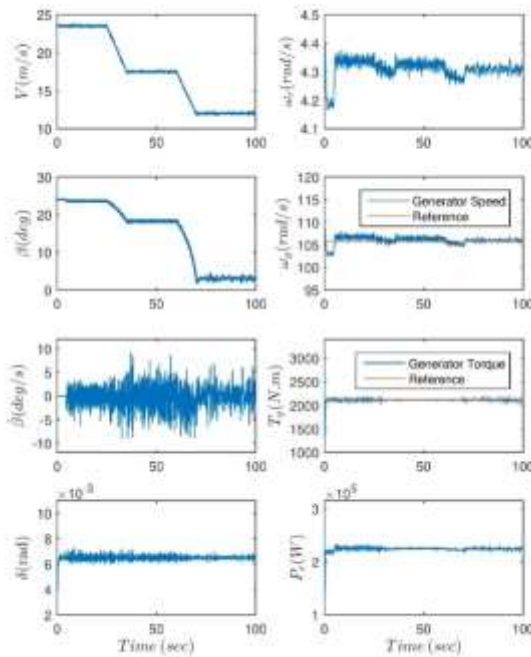 25
20
15
10
V(m/s)
0 50 100
4.5
4.4
4.3
4.2
4.1
ωr(rad/s)
0 50 100
30
20
10
0
β(deg)
0 50 100
120
115
110
105
100
95
ωg(rad/s)
Generator Speed
Reference
0 50 100
10
5
0
-5
-10
β̇(deg/s)
0 50 100
3000
2500
2000
1500
1000
Tg(N.m)
Generator Torque
Reference
0 50 100
× 10-3
10
8
6
4
2
δ(rad)
0 50 100
Time (sec)
× 10^5
3
2
1
Pe(W)
0 50 100
Time (sec)